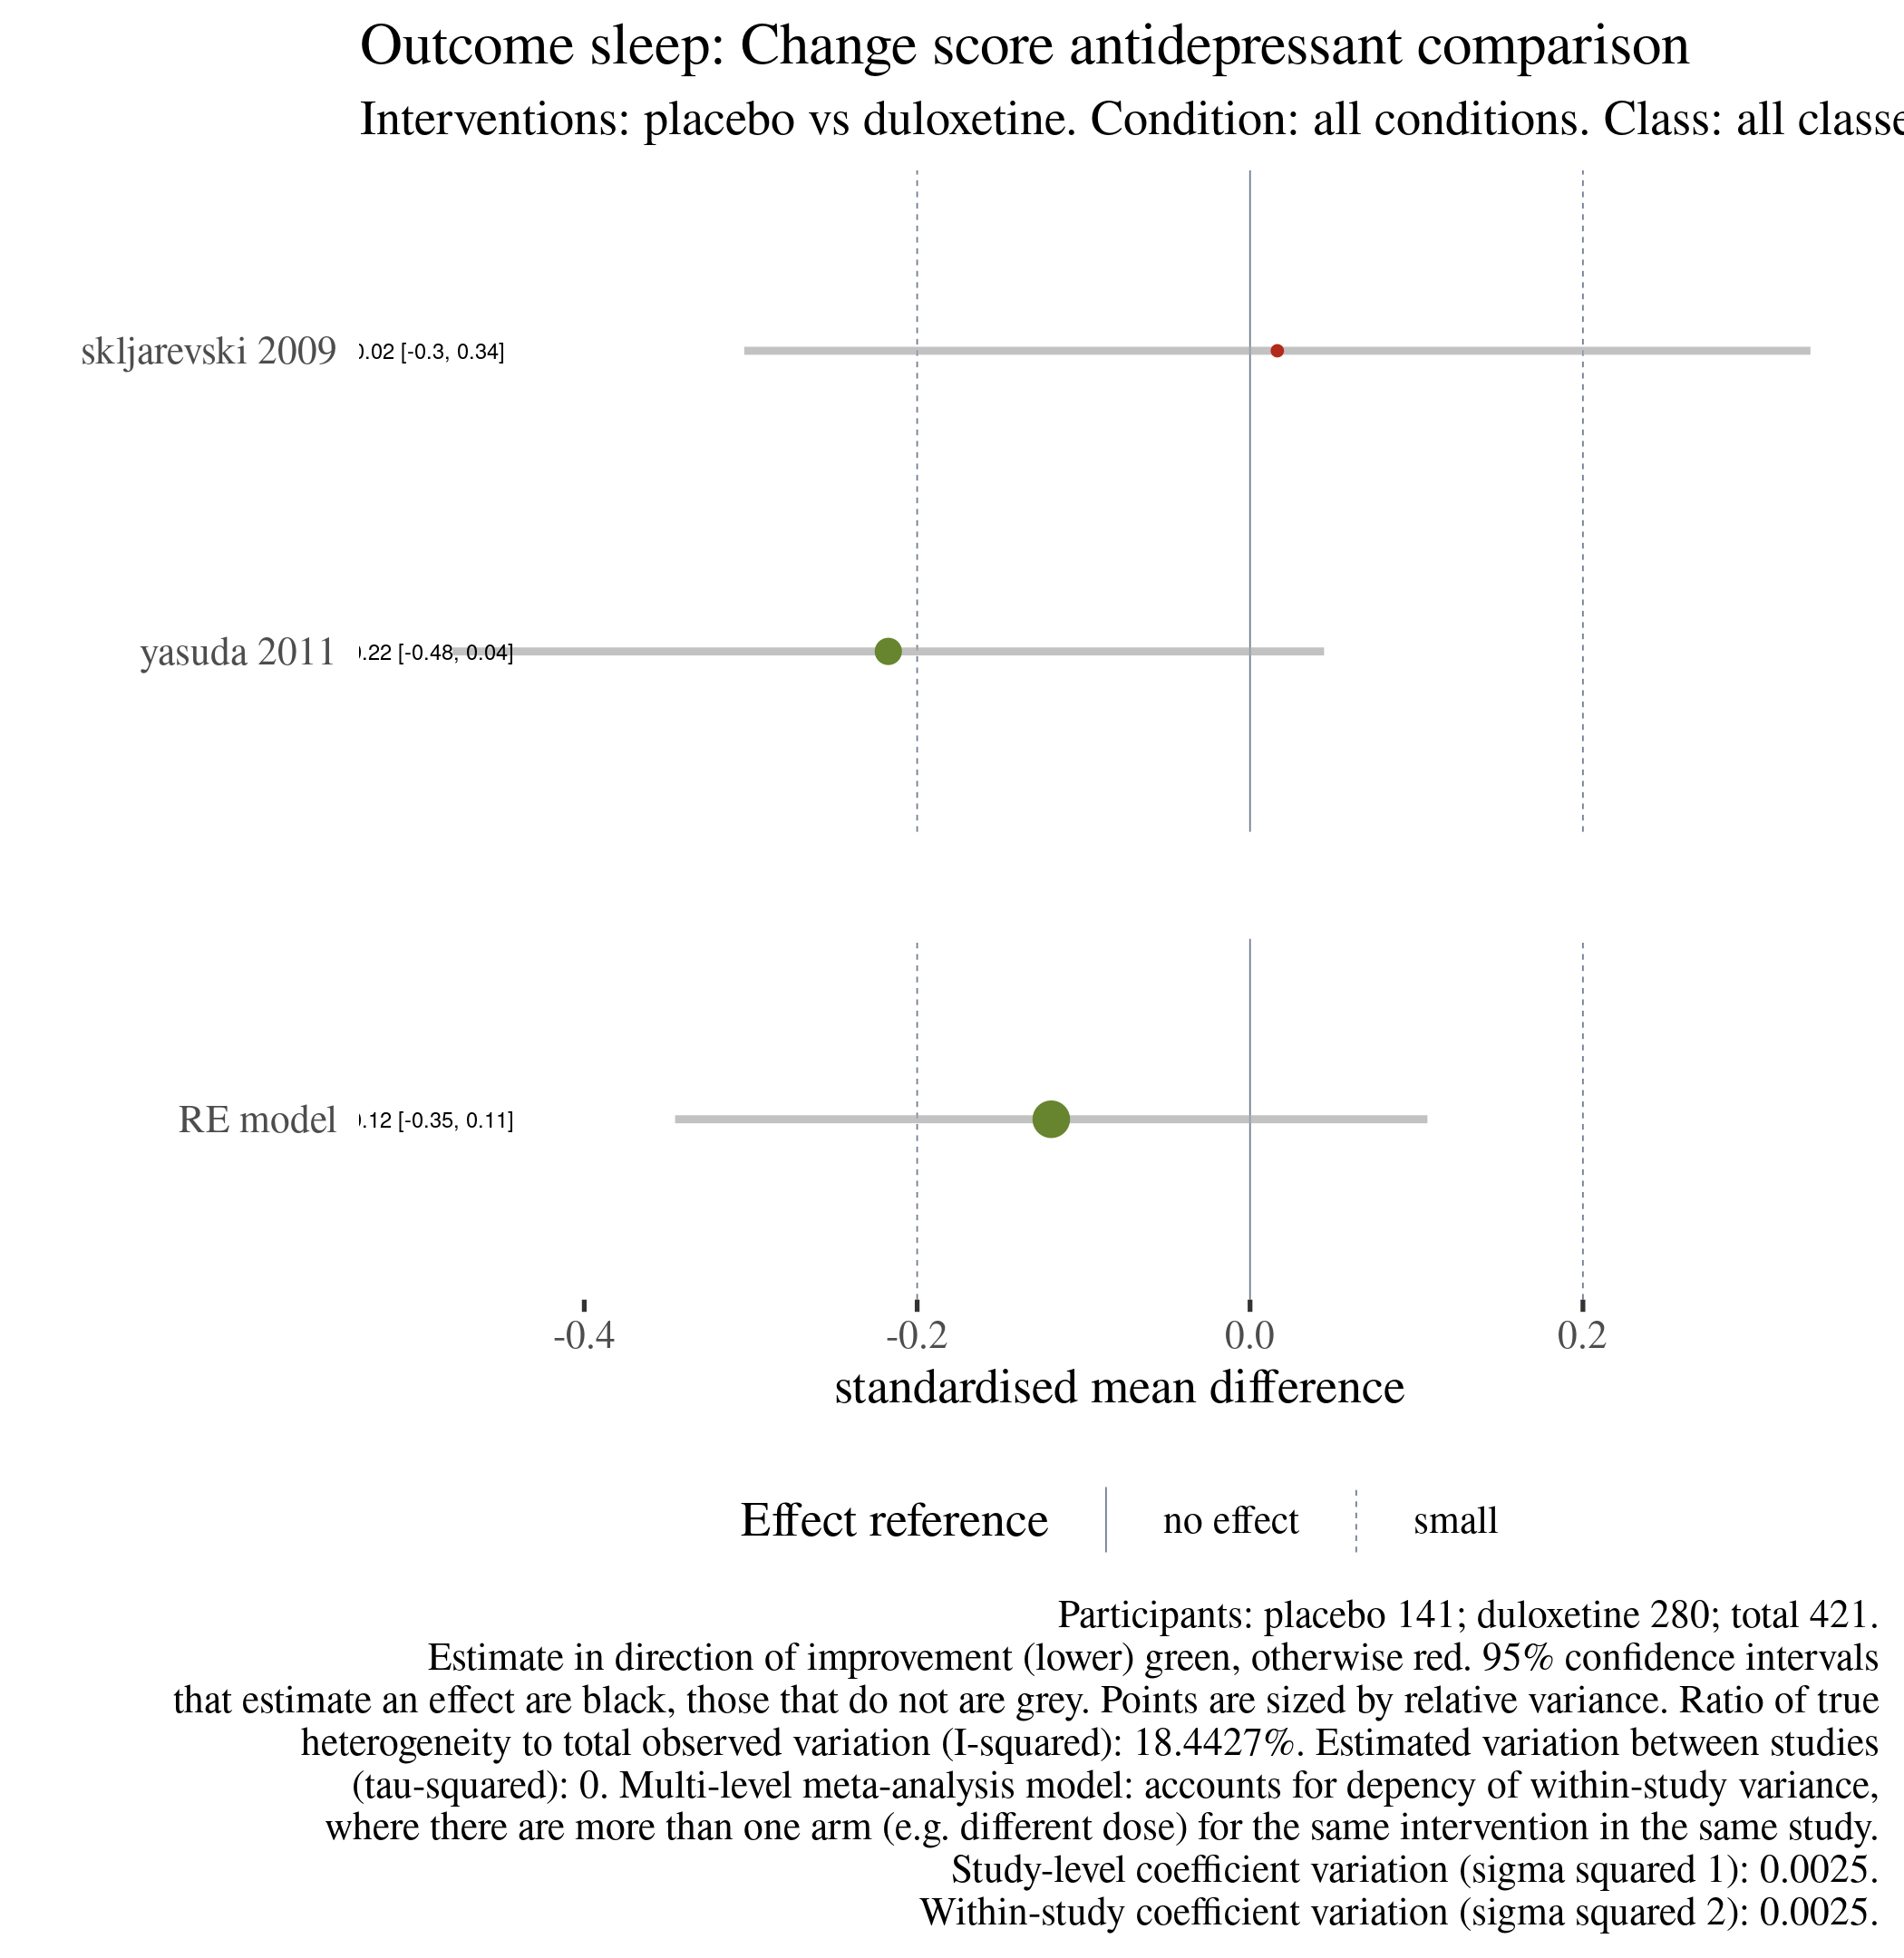 Outcome sleep: Change score antidepressant comparison
Interventions: placebo vs duloxetine. Condition: all conditions. Class: all classe
skljarevski 2009 0.02 [-0.3, 0.34]
yasuda 2011 .22 [-0.48, 0.04]
RE model .12 [-0.35, 0.11]
-0.4 -0.2 0.0 0.2
standardised mean difference
Effect reference no effect small
Participants: placebo 141; duloxetine 280; total 421.
Estimate in direction of improvement (lower) green, otherwise red. 95% confidence intervals
that estimate an effect are black, those that do not are grey. Points are sized by relative variance. Ratio of true
heterogeneity to total observed variation (I-squared): 18.4427%. Estimated variation between studies
(tau-squared): 0. Multi-level meta-analysis model: accounts for depency of within-study variance,
where there are more than one arm (e.g. different dose) for the same intervention in the same study.
Study-level coefficient variation (sigma squared 1): 0.0025.
Within-study coefficient variation (sigma squared 2): 0.0025.